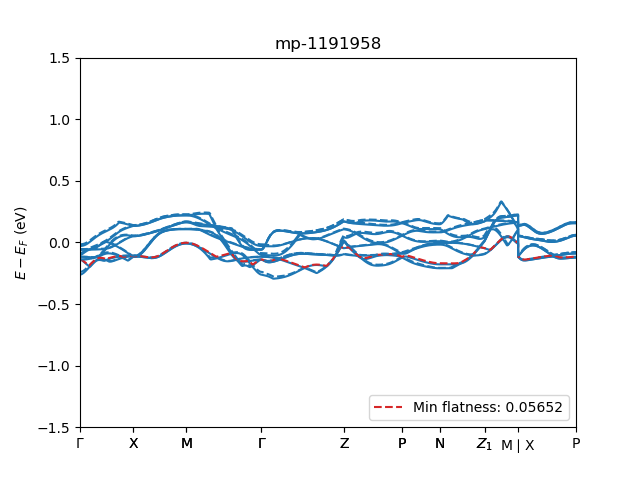 mp-1191958
E − E_F (eV)
1.5
1.0
0.5
0.0
−0.5
−1.0
−1.5
Min flatness: 0.05652
Γ X M Γ Z P N Z₁ M | X P